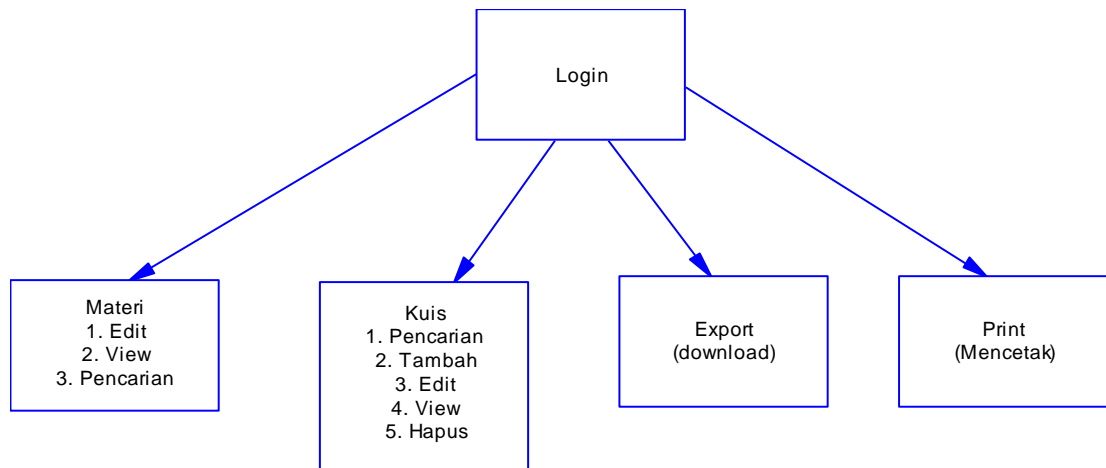 Login
Materi
1. Edit
2. View
3. Pencarian
Kuis
1. Pencarian
2. Tambah
3. Edit
4. View
5. Hapus
Export
(download)
Print
(Mencetak)